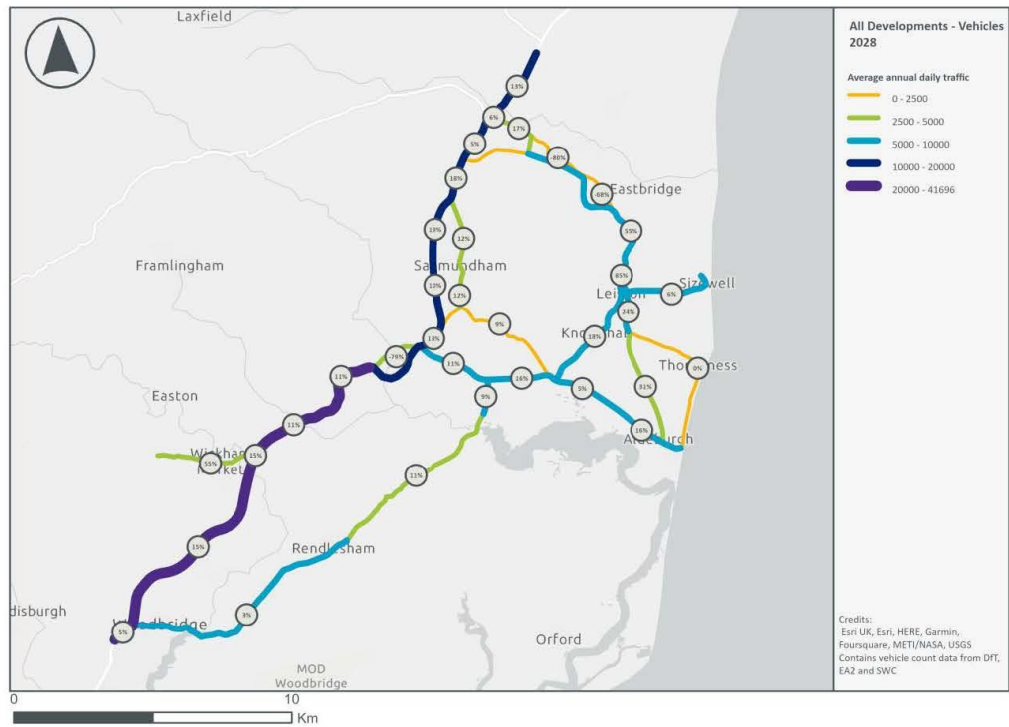 Laxfield
All Developments - Vehicles
2028
Average annual daily traffic
0 - 2500
2500 - 5000
5000 - 10000
10000 - 20000
20000 - 41696
13%
6%
17%
5%
-80%
18%
-68%
Eastbridge
13%
12%
55%
Framlingham
Saxmundham
85%
Sizewell
12%
12%
Leiston
6%
24%
9%
13%
18%
Knodishall
-79%
11%
Thorpeness
0%
11%
16%
5%
31%
Easton
9%
11%
16%
Aldeburgh
Wickham
Market
55%
15%
11%
15%
Rendlesham
disburgh
Woodbridge
5%
3%
Orford
MOD
Woodbridge
Credits:
Esri UK, Esri, HERE, Garmin,
Foursquare, METI/NASA, USGS
Contains vehicle count data from DfT,
EA2 and SWC
0
10
Km